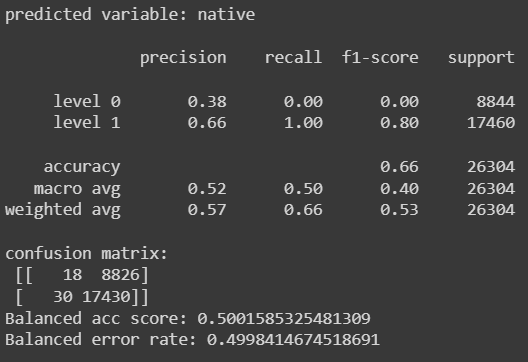 predicted variable: native
precision recall f1-score support
level 0 0.38 0.00 0.00 8844
level 1 0.66 1.00 0.80 17460
accuracy 0.66 26304
macro avg 0.52 0.50 0.40 26304
weighted avg 0.57 0.66 0.53 26304
confusion matrix:
[[ 18 8826]
[ 30 17430]]
Balanced acc score: 0.5001585325481309
Balanced error rate: 0.4998414674518691